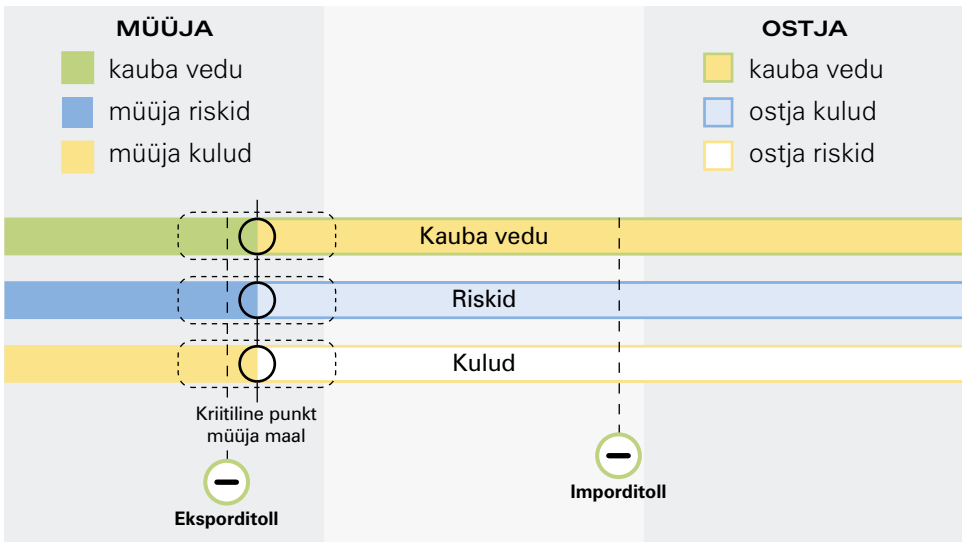 MÜÜJA
kauba vedu
müüja riskid
müüja kulud
OSTJA
kauba vedu
ostja kulud
ostja riskid
Kauba vedu
Riskid
Kulud
Kriitiline punkt
müüja maal
Eksporditoll
Imporditoll